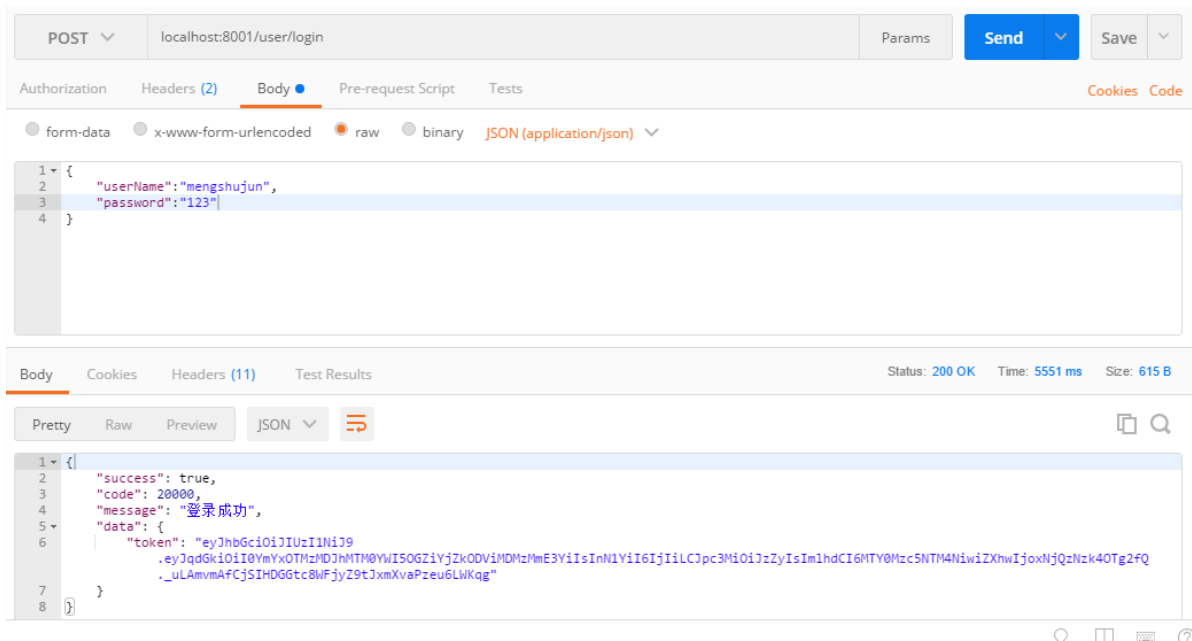 POST localhost:8001/user/login Params Send Save
Authorization Headers (2) Body Pre-request Script Tests Cookies Code
form-data x-www-form-urlencoded raw binary JSON (application/json)
1 {
2 "userName":"mengshujun",
3 "password":"123"
4 }
Body Cookies Headers (11) Test Results Status: 200 OK Time: 5551 ms Size: 615 B
Pretty Raw Preview JSON
1 {
2 "success": true,
3 "code": 20000,
4 "message": "登录成功",
5 "data": {
6 "token": "eyJhbGciOiJIUzI1NiJ9
.eyJqdGkiOiI0YmYxOTMzMDJhMTM0YWI5OGZiYjZkODViMDMzMmE3YiIsInN1YiI6IjIiLCJpc3MiOiJzZyIsImlhdCI6MTY0Mzc5NTM4NiwiZXhwIjoxNjQzNzk4OTg2fQ
._uLAmvmAfCjSIHDGGtc8WFjyZ9tJxmXvaPzeu6LWKqg"
7 }
8 }